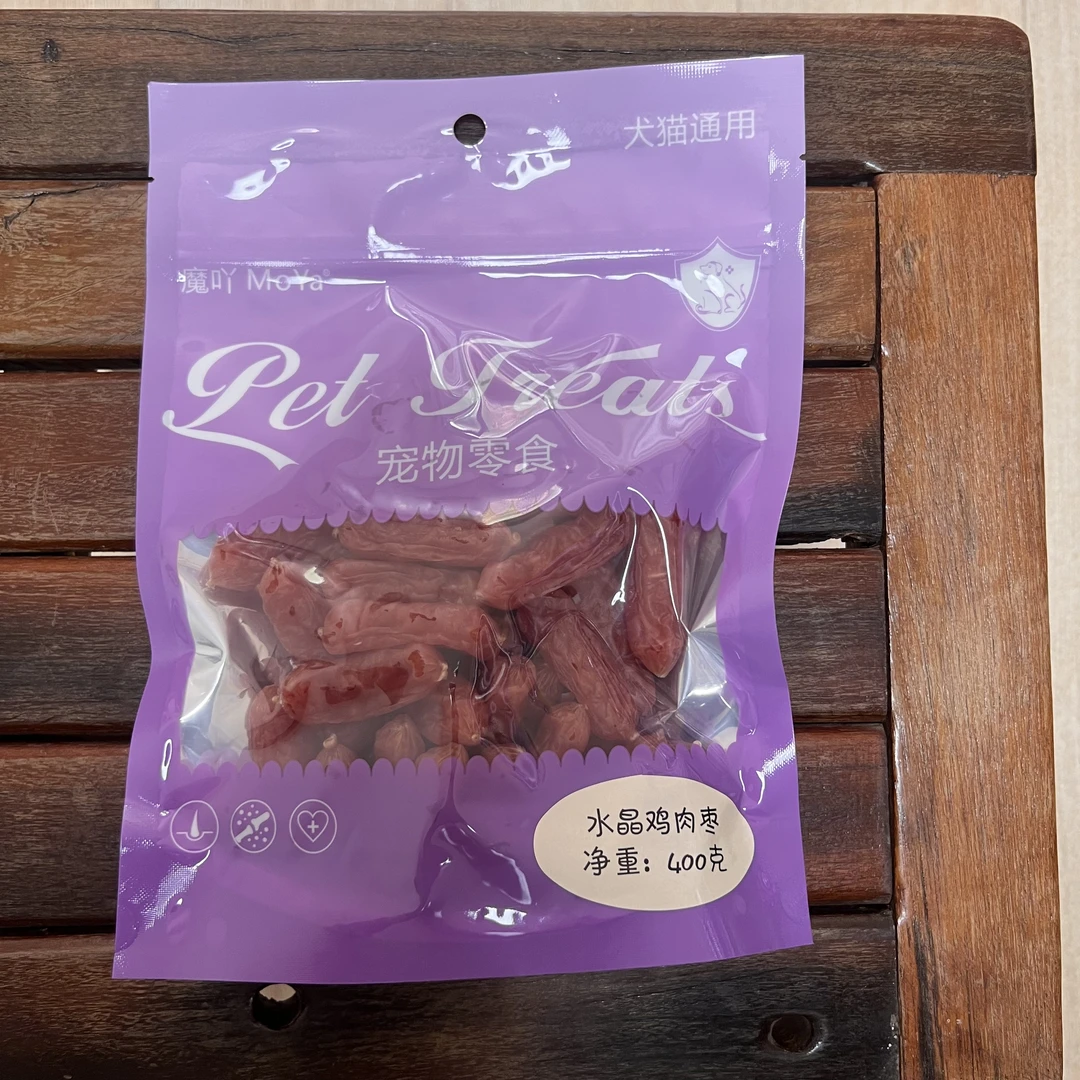 犬猫通用
魔吖 MoYa®
Pet Treats
宠物零食
水晶鸡肉枣
净重：400克